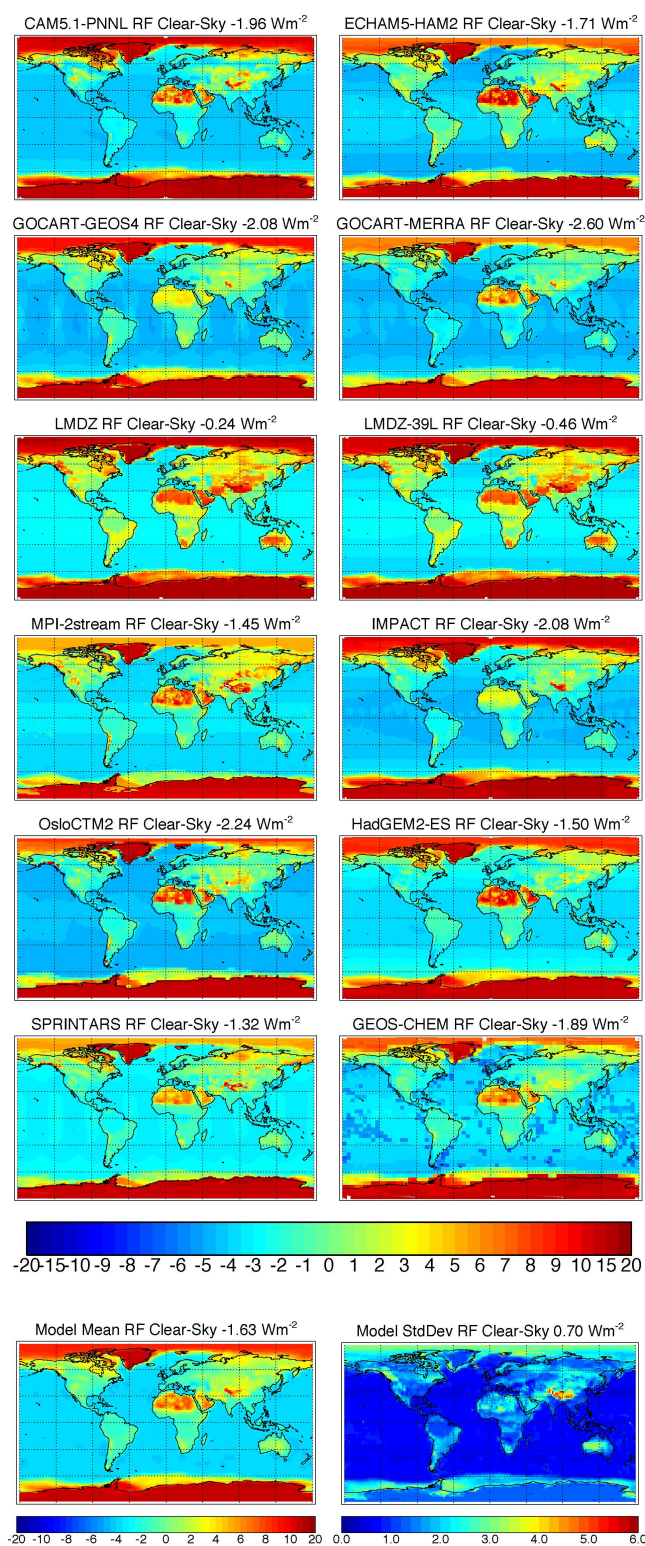 CAM5.1-PNNL RF Clear-Sky -1.96 Wm-2
ECHAM5-HAM2 RF Clear-Sky -1.71 Wm-2
GOCART-GEOS4 RF Clear-Sky -2.08 Wm-2
GOCART-MERRA RF Clear-Sky -2.60 Wm-2
LMDZ RF Clear-Sky -0.24 Wm-2
LMDZ-39L RF Clear-Sky -0.46 Wm-2
MPI-2stream RF Clear-Sky -1.45 Wm-2
IMPACT RF Clear-Sky -2.08 Wm-2
OsloCTM2 RF Clear-Sky -2.24 Wm-2
HadGEM2-ES RF Clear-Sky -1.50 Wm-2
SPRINTARS RF Clear-Sky -1.32 Wm-2
GEOS-CHEM RF Clear-Sky -1.89 Wm-2
-20 -15 -10 -9 -8 -7 -6 -5 -4 -3 -2 -1 0 1 2 3 4 5 6 7 8 9 10 15 20
Model Mean RF Clear-Sky -1.63 Wm-2
Model StdDev RF Clear-Sky 0.70 Wm-2
-20 -10 -8 -6 -4 -2 0 2 4 6 8 10 20
0.0 1.0 2.0 3.0 4.0 5.0 6.0